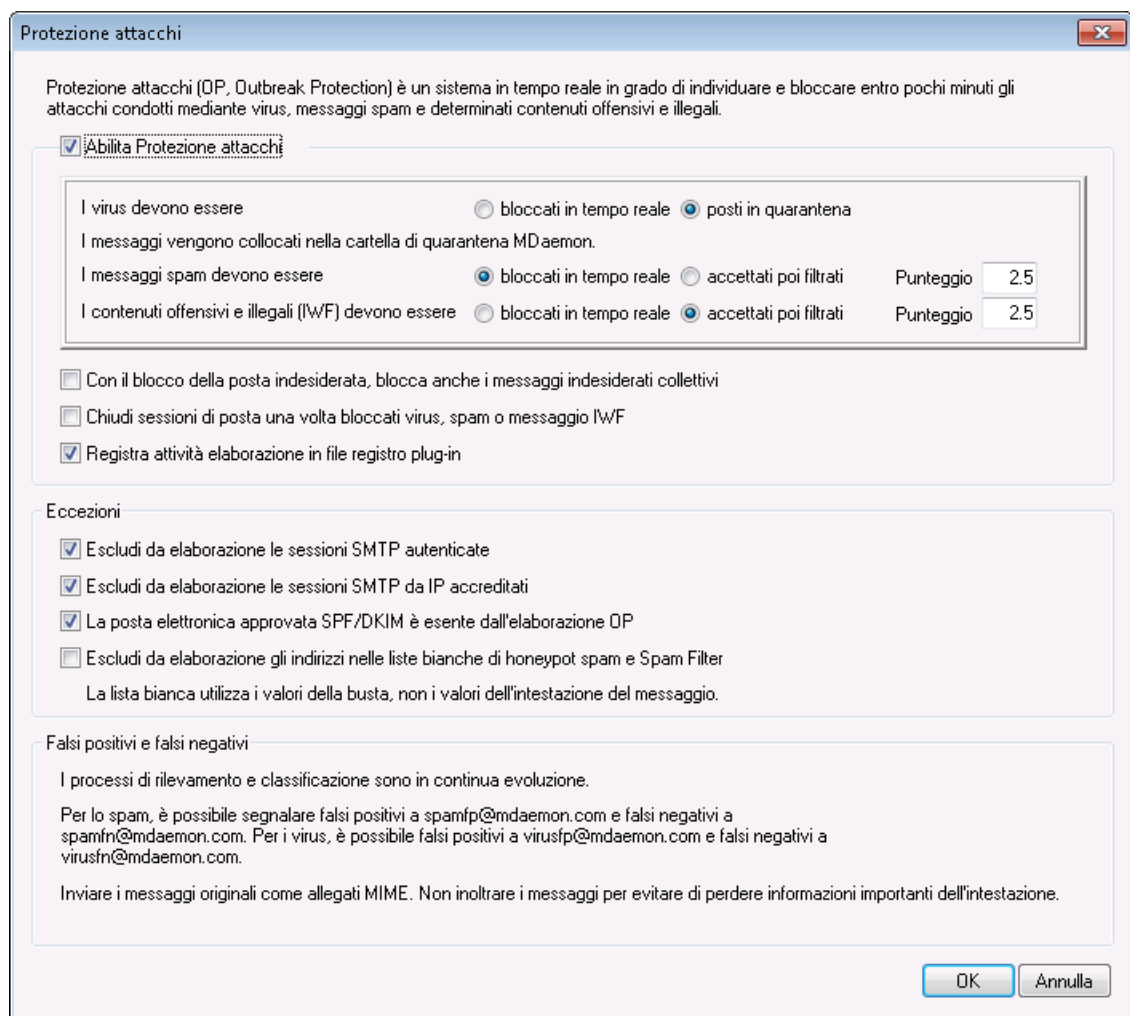 Protezione attacchi
Protezione attacchi (OP, Outbreak Protection) è un sistema in tempo reale in grado di individuare e bloccare entro pochi minuti gli
attacchi condotti mediante virus, messaggi spam e determinati contenuti offensivi e illegali.
Abilita Protezione attacchi
I virus devono essere bloccati in tempo reale posti in quarantena
I messaggi vengono collocati nella cartella di quarantena MDaemon.
I messaggi spam devono essere bloccati in tempo reale accettati poi filtrati Punteggio 2.5
I contenuti offensivi e illegali (IWF) devono essere bloccati in tempo reale accettati poi filtrati Punteggio 2.5
Con il blocco della posta indesiderata, blocca anche i messaggi indesiderati collettivi
Chiudi sessioni di posta una volta bloccati virus, spam o messaggio IWF
Registra attività elaborazione in file registro plug-in
Eccezioni
Escludi da elaborazione le sessioni SMTP autenticate
Escludi da elaborazione le sessioni SMTP da IP accreditati
La posta elettronica approvata SPF/DKIM è esente dall'elaborazione OP
Escludi da elaborazione gli indirizzi nelle liste bianche di honeypot spam e Spam Filter
La lista bianca utilizza i valori della busta, non i valori dell'intestazione del messaggio.
Falsi positivi e falsi negativi
I processi di rilevamento e classificazione sono in continua evoluzione.
Per lo spam, è possibile segnalare falsi positivi a spamfp@mdaemon.com e falsi negativi a
spamfn@mdaemon.com. Per i virus, è possibile falsi positivi a virusfp@mdaemon.com e falsi negativi a
virusfn@mdaemon.com.
Inviare i messaggi originali come allegati MIME. Non inoltrare i messaggi per evitare di perdere informazioni importanti dell'intestazione.
OK Annulla